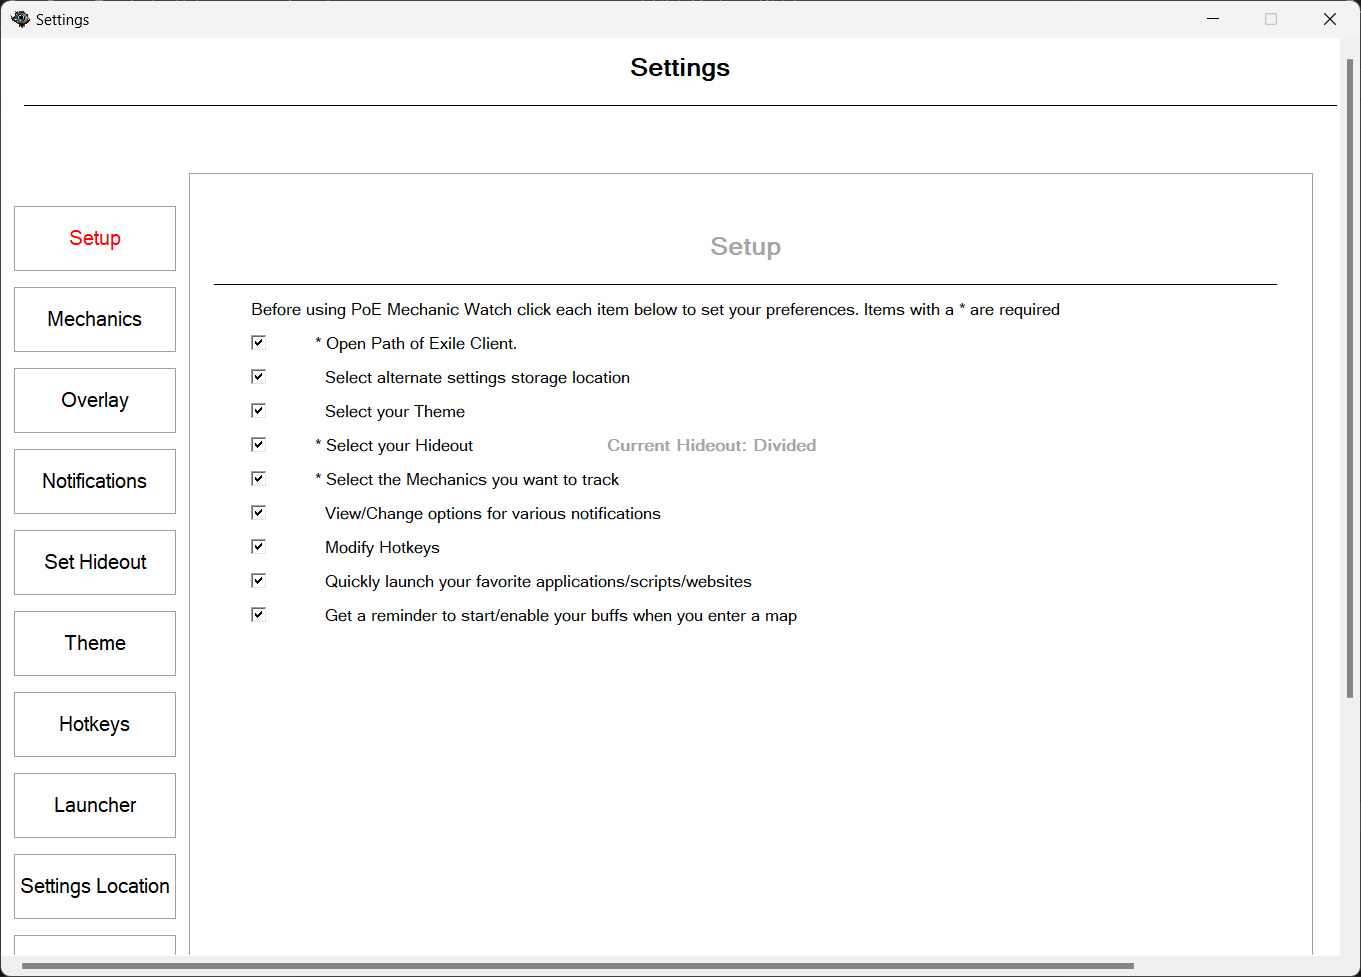 Settings
Settings
Setup
Mechanics
Overlay
Notifications
Set Hideout
Theme
Hotkeys
Launcher
Settings Location
Setup
Before using PoE Mechanic Watch click each item below to set your preferences. Items with a * are required
* Open Path of Exile Client.
Select alternate settings storage location
Select your Theme
* Select your Hideout Current Hideout: Divided
* Select the Mechanics you want to track
View/Change options for various notifications
Modify Hotkeys
Quickly launch your favorite applications/scripts/websites
Get a reminder to start/enable your buffs when you enter a map